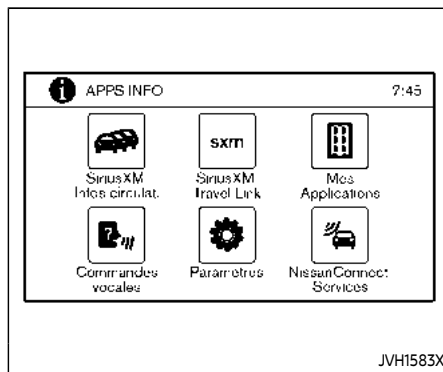 APPS INFO 7:45
sxm
SiriusXM SiriusXM Mes
Infos circulat. Travel Link Applications
Commandes Paramètres NissanConnect
vocales Services
JVH1583X